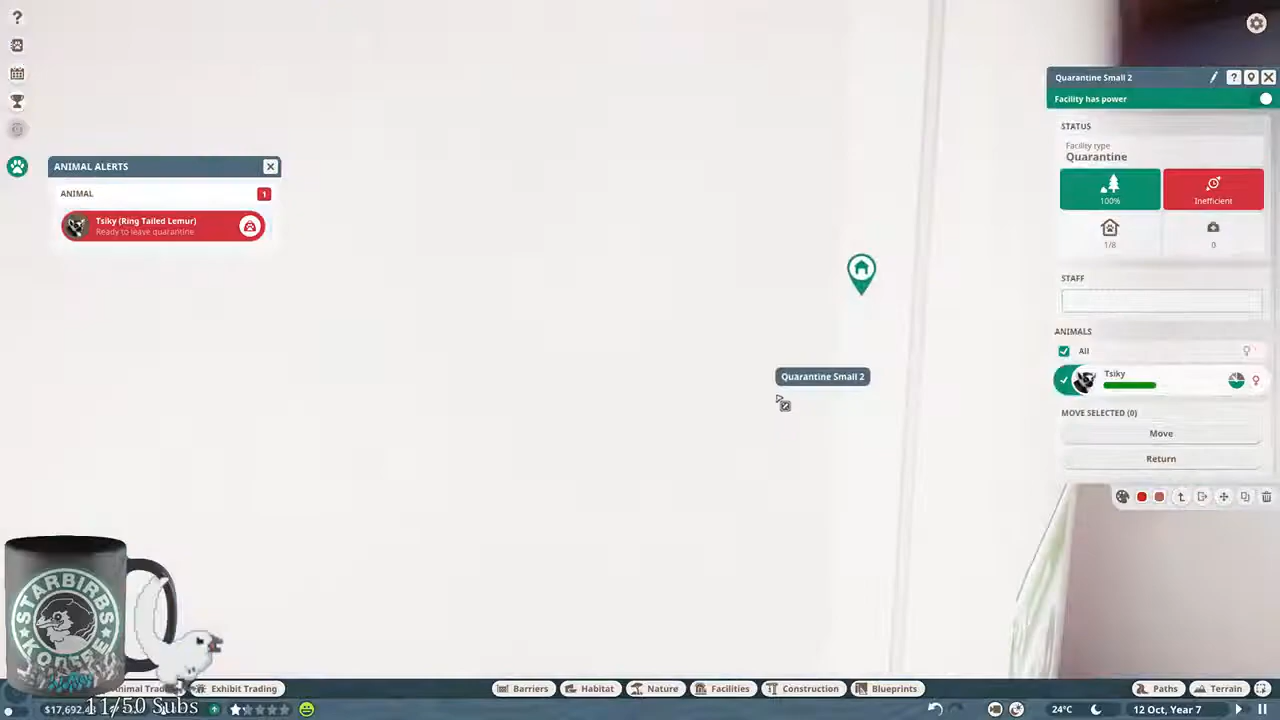 ?
Quarantine Small 2
?
Facility has power
STATUS
Facility type
Quarantine
100%
Inefficient
1/8
0
STAFF
ANIMALS
All
Tsiky
MOVE SELECTED (0)
Move
Return
ANIMAL ALERTS
ANIMAL
1
Tsiky (Ring Tailed Lemur)
Ready to leave quarantine
Quarantine Small 2
STARBIRBS
Exhibit Trading
Barriers
Habitat
Nature
Facilities
Construction
Blueprints
Paths
Terrain
11/50 Subs
24°C
12 Oct, Year 7